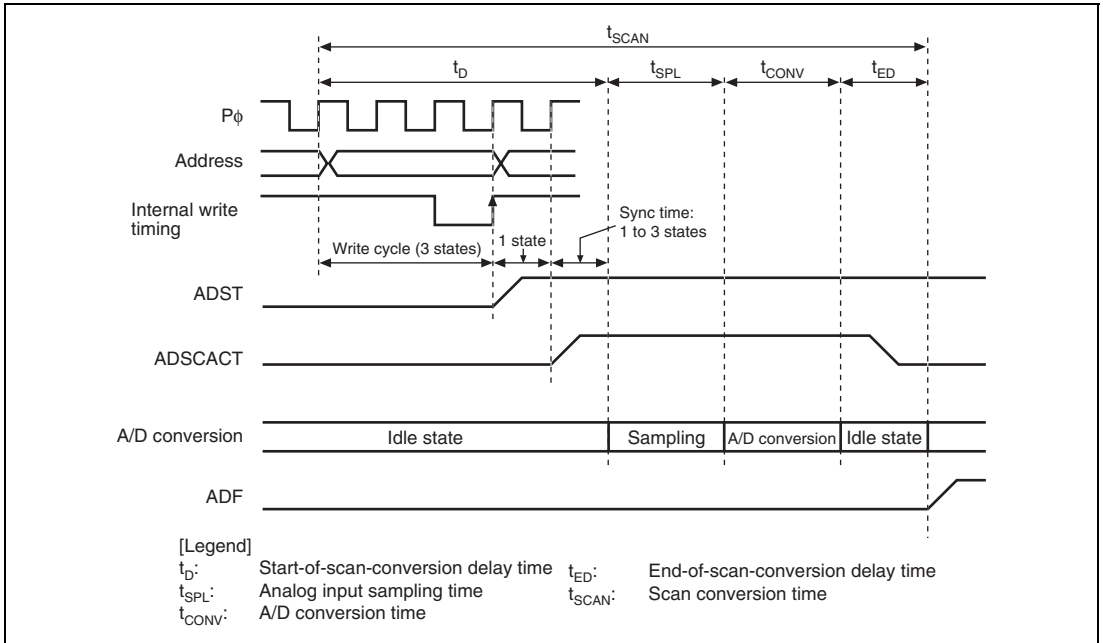 tSCAN
tD tSPL tCONV tED
Pϕ
Address
Internal write
timing
Sync time:
1 to 3 states
Write cycle (3 states) 1 state
ADST
ADSCACT
A/D conversion Idle state Sampling A/D conversion Idle state
ADF
[Legend]
tD: Start-of-scan-conversion delay time tED: End-of-scan-conversion delay time
tSPL: Analog input sampling time tSCAN: Scan conversion time
tCONV: A/D conversion time